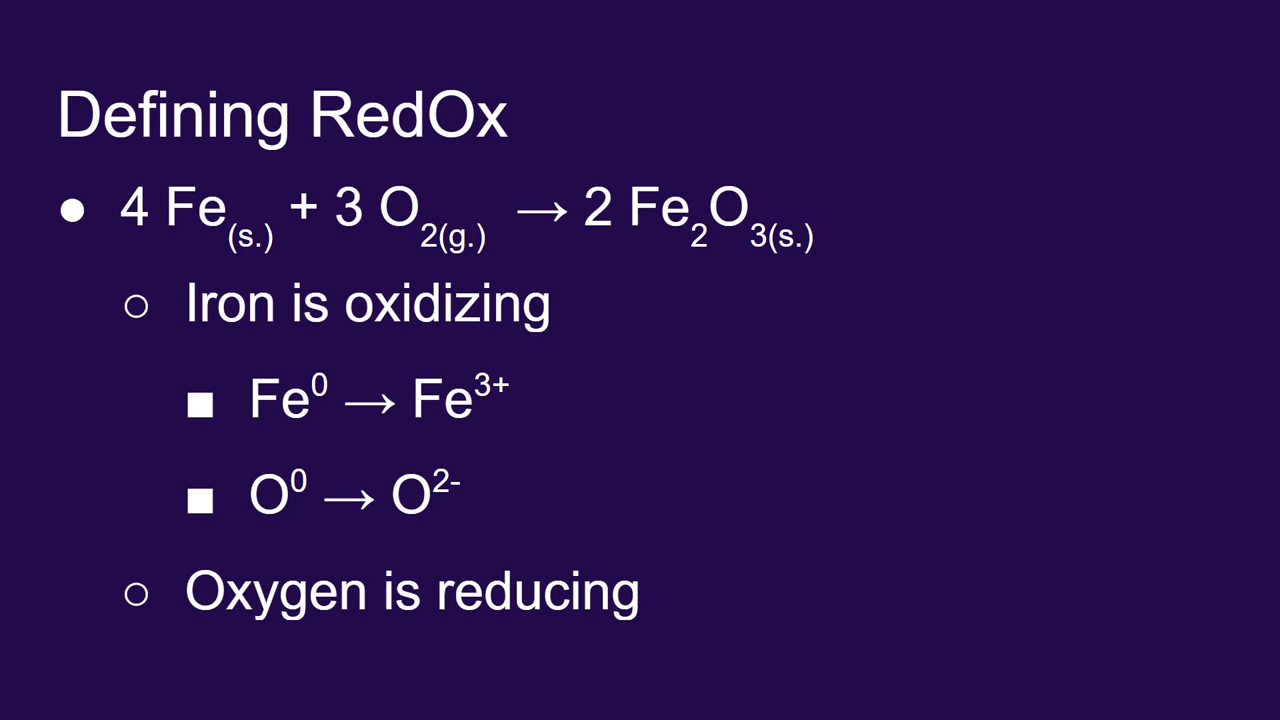 Defining RedOx
● 4 Fe(s.) + 3 O2(g.) → 2 Fe2O3(s.)
○ Iron is oxidizing
■ Fe⁰ → Fe³⁺
■ O⁰ → O²⁻
○ Oxygen is reducing